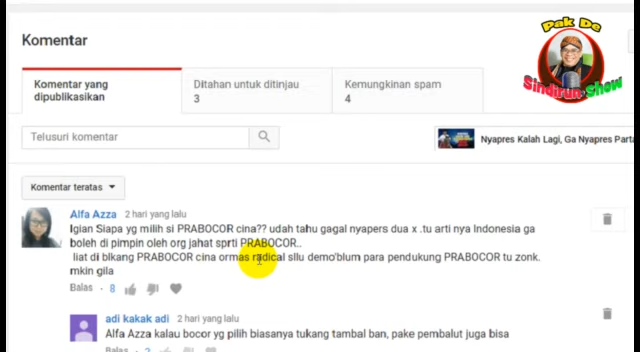 Komentar
Pak De
Sindirun Show
Komentar yang
dipublikasikan
Ditahan untuk ditinjau
3
Kemungkinan spam
4
Telusuri komentar
Nyapres Kalah Lagi, Ga Nyapres Parta
Komentar teratas
Alfa Azza 2 hari yang lalu
Igian Siapa yg milih si PRABOCOR cina?? udah tahu gagal nyapers dua x .tu arti nya Indonesia ga
boleh di pimpin oleh org jahat sprti PRABOCOR..
liat di blkang PRABOCOR cina ormas radical sllu demo'blum para pendukung PRABOCOR tu zonk.
mkin gila
Balas · 8
adi kakak adi 2 hari yang lalu
Alfa Azza kalau bocor yg pilih biasanya tukang tambal ban, pake pembalut juga bisa
Balas · 2